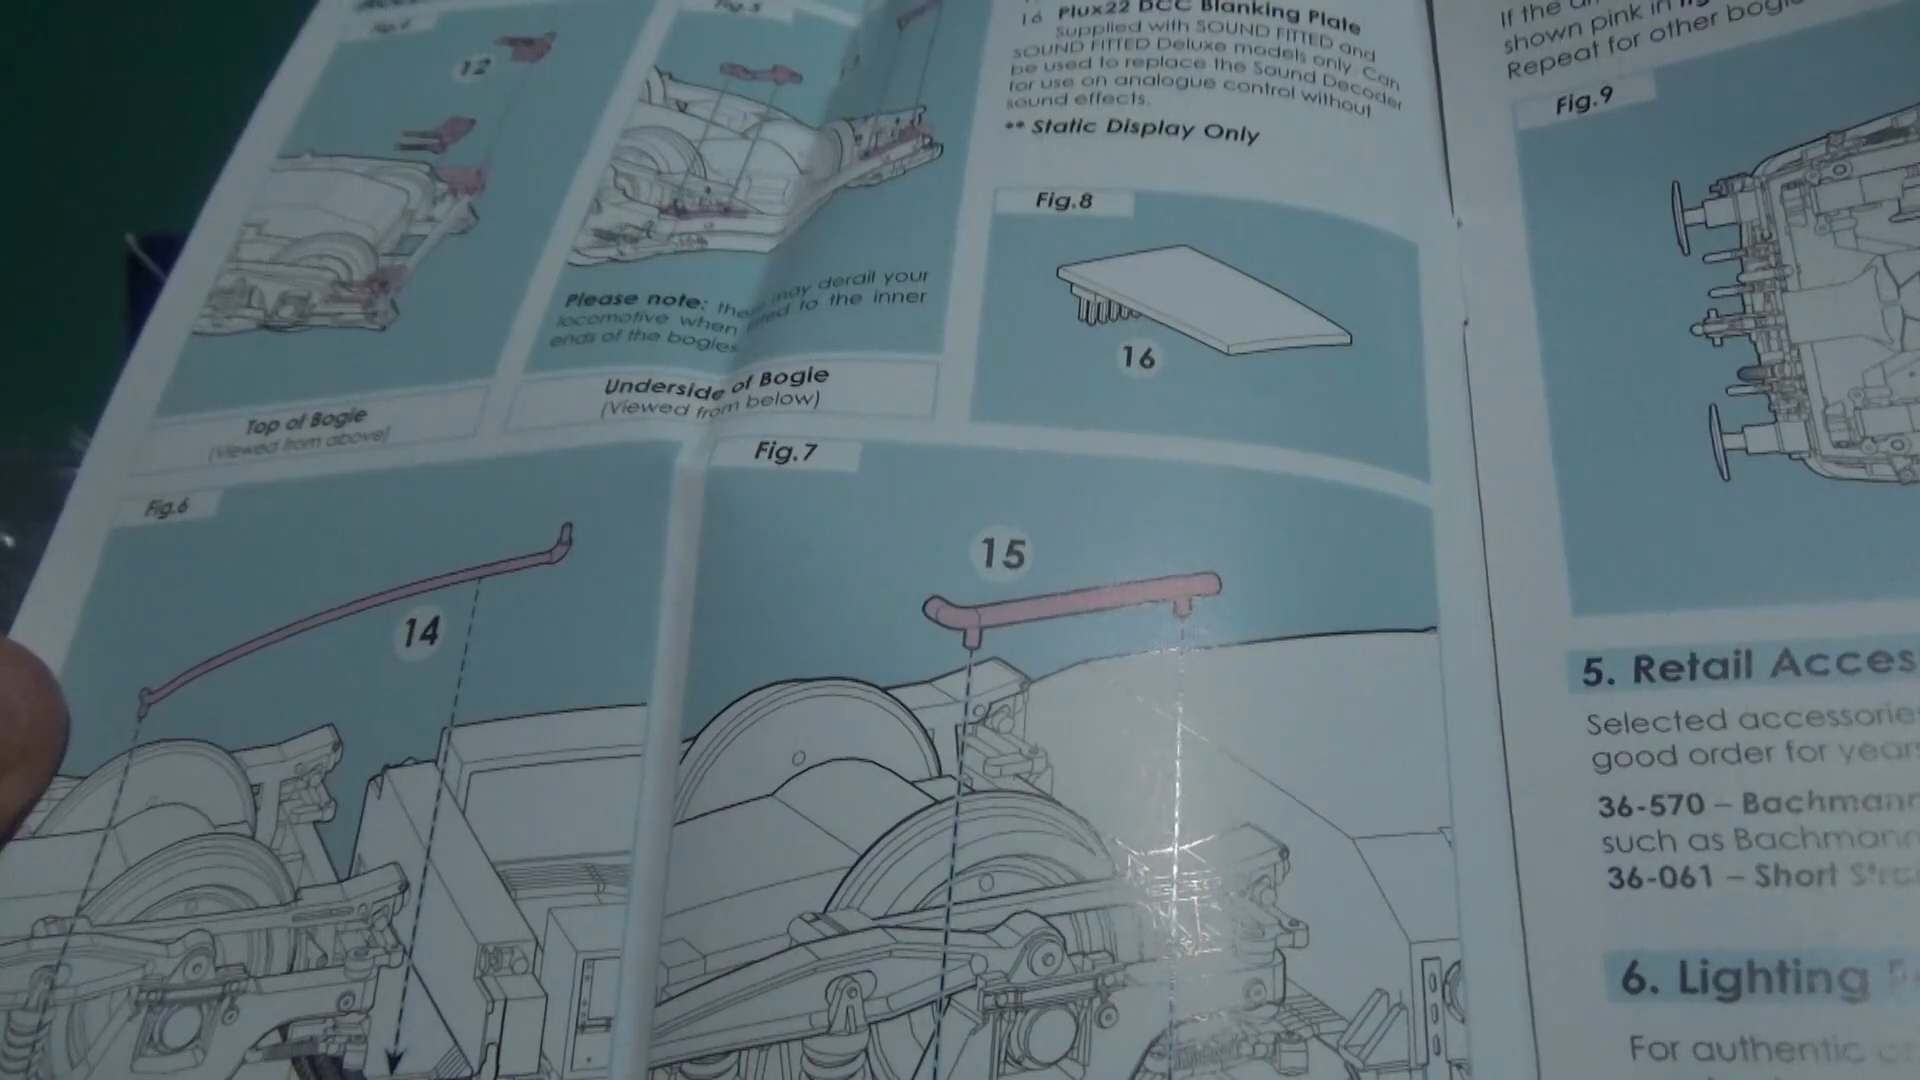 Fig.5
12
16 Plux22 DCC Blanking Plate
Supplied with SOUND FITTED and
SOUND FITTED Deluxe models only. Can
be used to replace the Sound Decoder
for use on analogue control without
sound effects.
** Static Display Only
Fig.8
16
Please note: may derail your
locomotive when to the inner
ends of the bogies
Top of Bogie
(Viewed from above)
Underside of Bogie
(Viewed from below)
Fig.6
14
Fig.7
15
If the
shown pink in
Repeat for other
Fig.9
5. Retail Acces
Selected accessorie
good order for year
36-570 – Bachmann
such as Bachmann
36-061 – Short
6. Lighting
For authentic